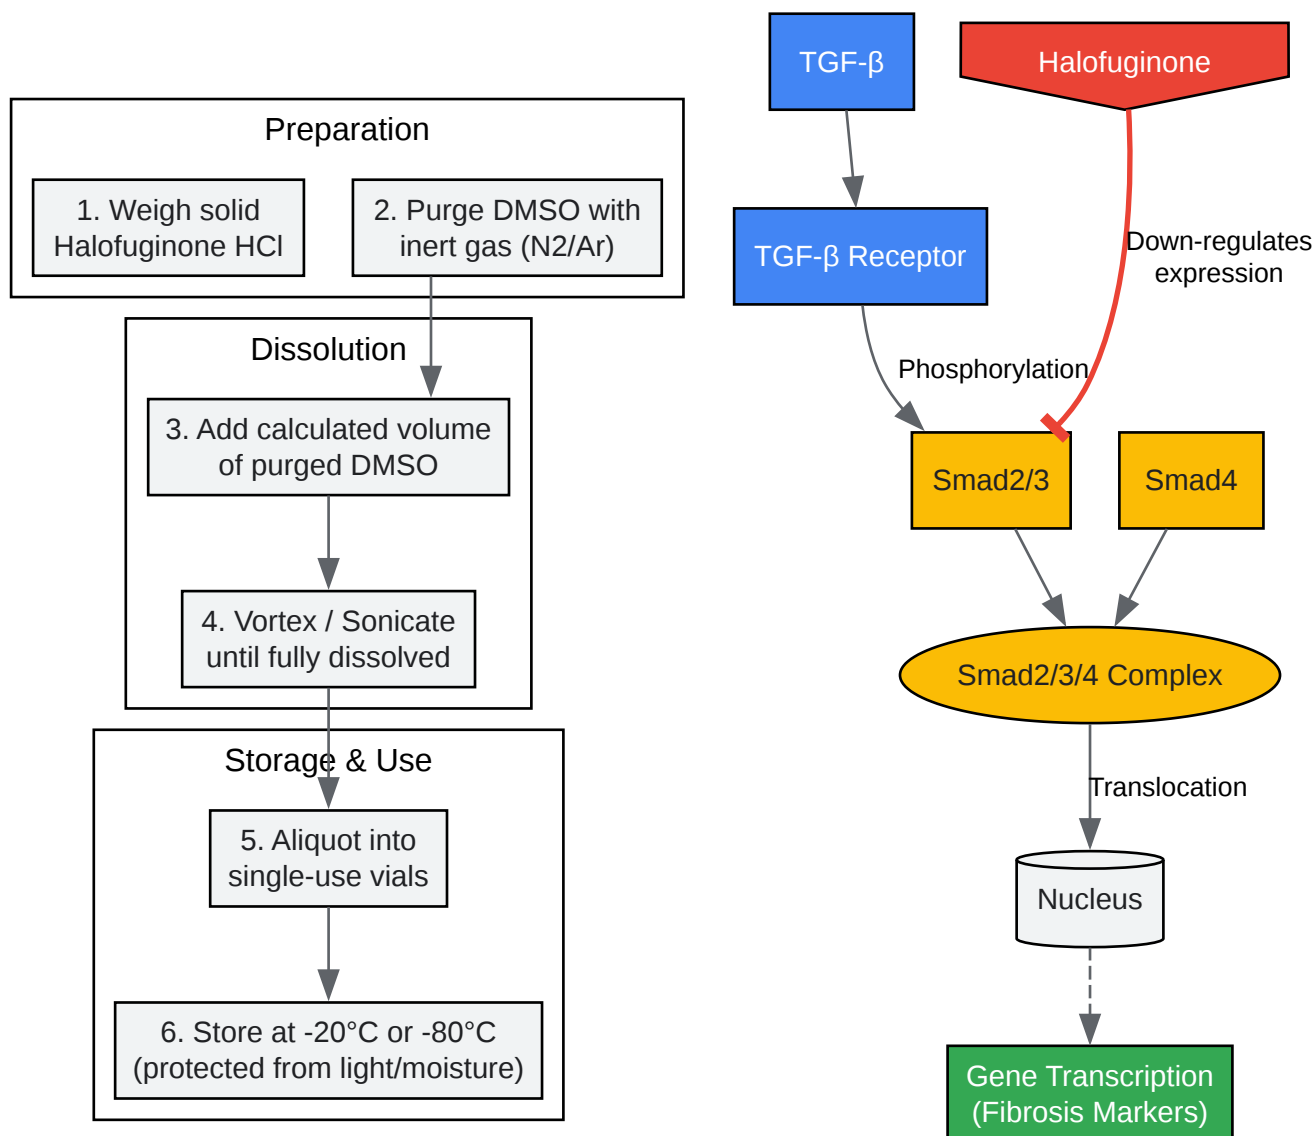 Preparation
1. Weigh solid
Halofuginone HCl
2. Purge DMSO with
inert gas (N2/Ar)
Dissolution
3. Add calculated volume
of purged DMSO
4. Vortex / Sonicate
until fully dissolved
Storage & Use
5. Aliquot into
single-use vials
6. Store at -20°C or -80°C
(protected from light/moisture)
TGF-β
Halofuginone
TGF-β Receptor
Down-regulates
expression
Phosphorylation
Smad2/3
Smad4
Smad2/3/4 Complex
Translocation
Nucleus
Gene Transcription
(Fibrosis Markers)